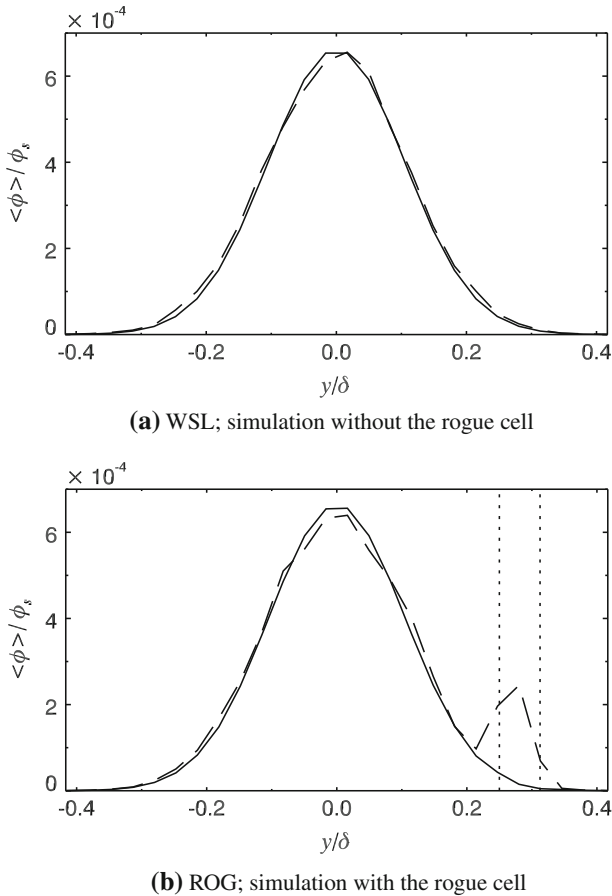 × 10⁻⁴
6
4
2
0
<ϕ>/ϕₛ
-0.4 -0.2 0.0 0.2 0.4
y/δ
(a) WSL; simulation without the rogue cell
× 10⁻⁴
6
4
2
0
<ϕ>/ϕₛ
-0.4 -0.2 0.0 0.2 0.4
y/δ
(b) ROG; simulation with the rogue cell